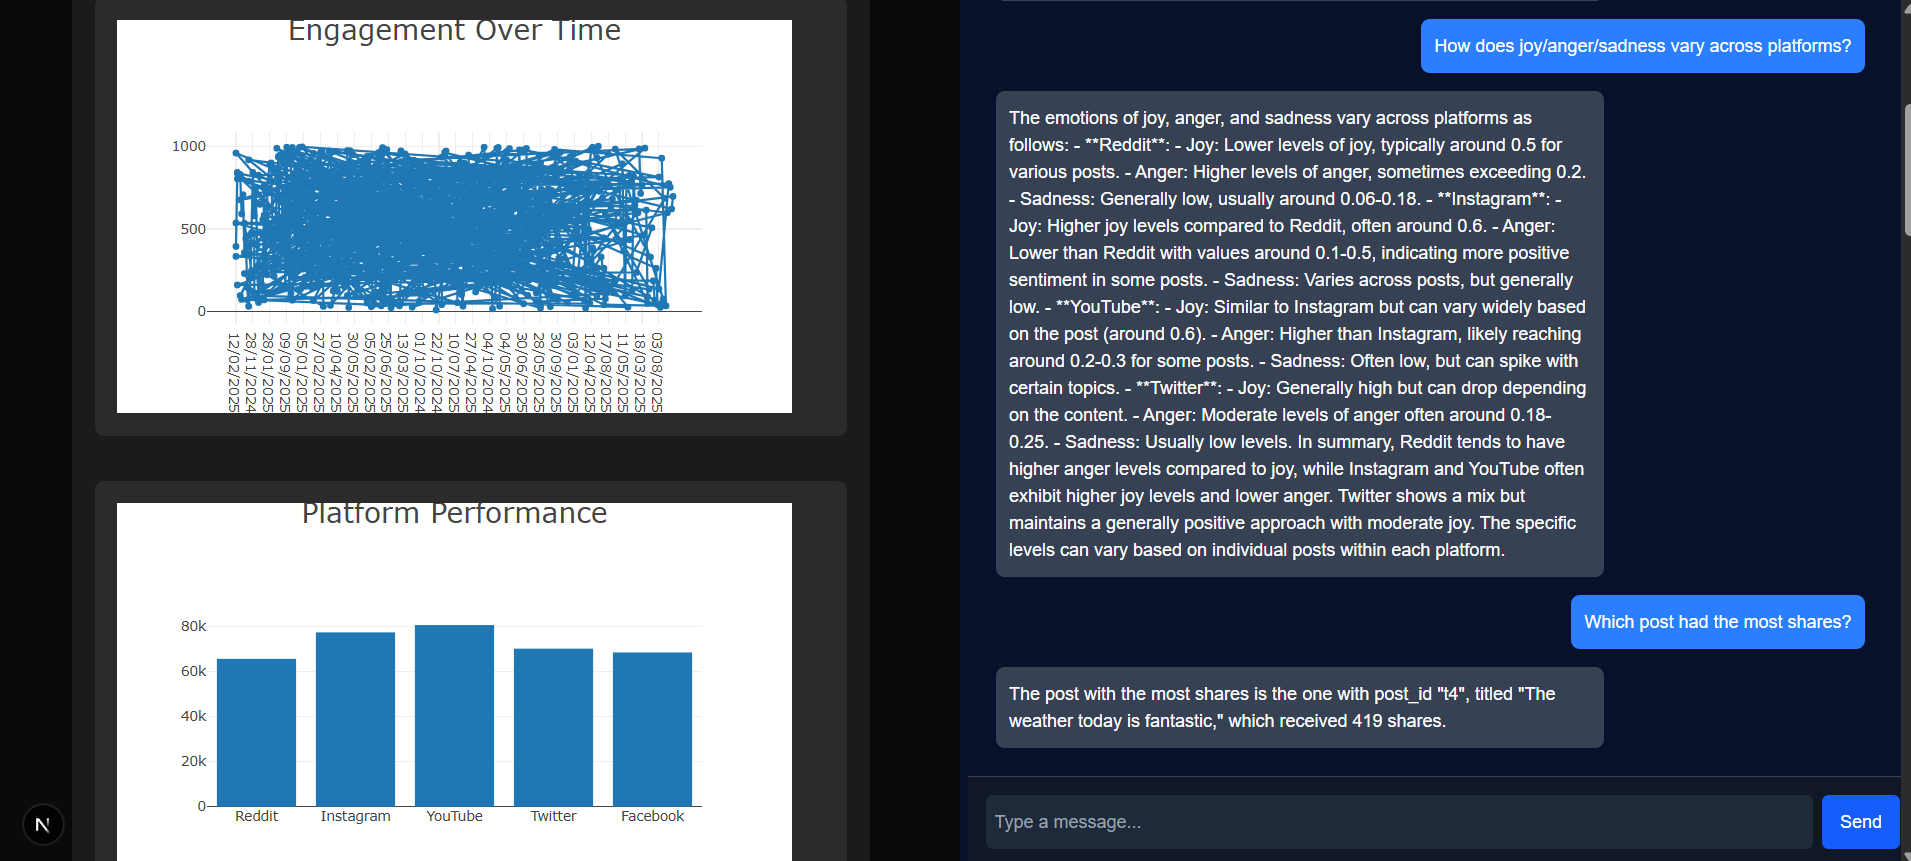 Engagement Over Time
1000
500
0
12/02/2025
28/11/2024
28/01/2025
09/09/2025
05/01/2025
27/02/2025
10/04/2025
30/05/2025
05/02/2025
25/06/2025
13/03/2025
01/10/2024
22/10/2024
10/07/2025
27/04/2025
04/10/2024
04/05/2025
30/06/2025
28/05/2025
30/09/2025
03/01/2025
12/04/2025
17/08/2025
11/05/2025
18/03/2025
03/08/2025
Platform Performance
80k
60k
40k
20k
0
Reddit Instagram YouTube Twitter Facebook
N
How does joy/anger/sadness vary across platforms?
The emotions of joy, anger, and sadness vary across platforms as
follows: - **Reddit**: - Joy: Lower levels of joy, typically around 0.5 for
various posts. - Anger: Higher levels of anger, sometimes exceeding 0.2.
- Sadness: Generally low, usually around 0.06-0.18. - **Instagram**: -
Joy: Higher joy levels compared to Reddit, often around 0.6. - Anger:
Lower than Reddit with values around 0.1-0.5, indicating more positive
sentiment in some posts. - Sadness: Varies across posts, but generally
low. - **YouTube**: - Joy: Similar to Instagram but can vary widely based
on the post (around 0.6). - Anger: Higher than Instagram, likely reaching
around 0.2-0.3 for some posts. - Sadness: Often low, but can spike with
certain topics. - **Twitter**: - Joy: Generally high but can drop depending
on the content. - Anger: Moderate levels of anger often around 0.18-
0.25. - Sadness: Usually low levels. In summary, Reddit tends to have
higher anger levels compared to joy, while Instagram and YouTube often
exhibit higher joy levels and lower anger. Twitter shows a mix but
maintains a generally positive approach with moderate joy. The specific
levels can vary based on individual posts within each platform.
Which post had the most shares?
The post with the most shares is the one with post_id "t4", titled "The
weather today is fantastic," which received 419 shares.
Type a message...
Send